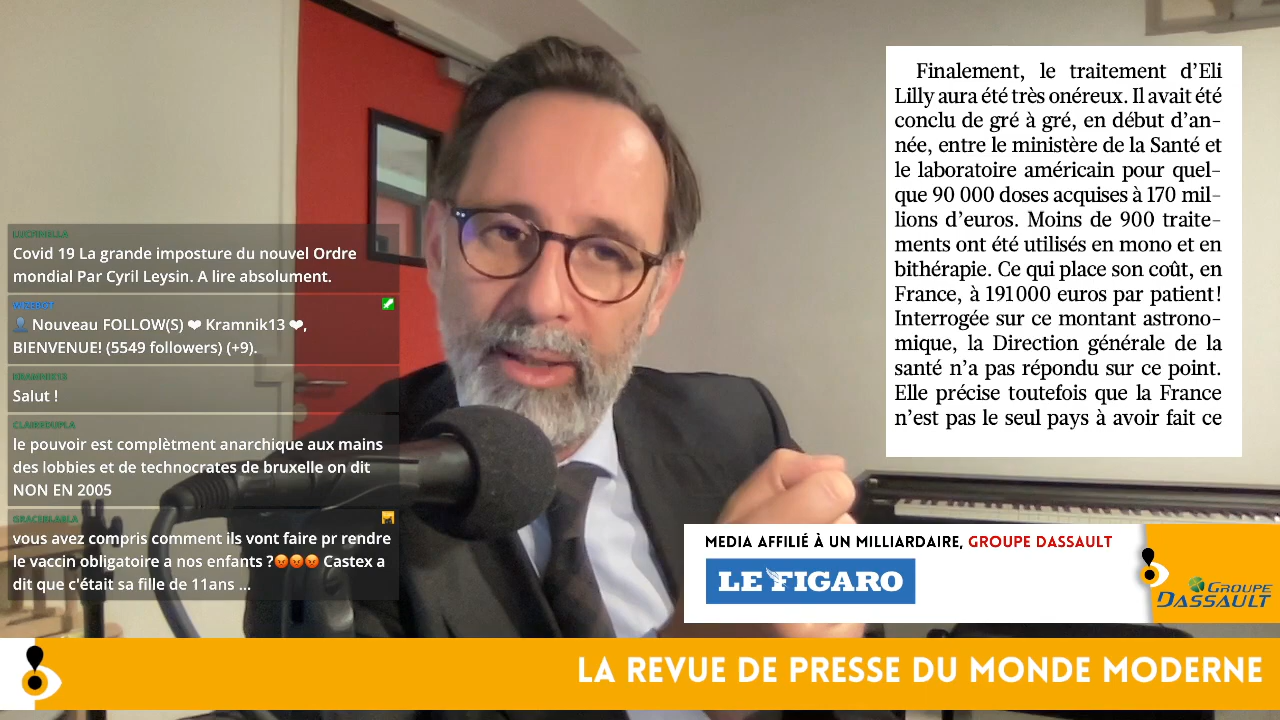 LUCPINELLA
Covid 19 La grande imposture du nouvel Ordre
mondial Par Cyril Leysin. A lire absolument.
WIZEBOT
Nouveau FOLLOW(S) ❤ Kramnik13 ❤,
BIENVENUE! (5549 followers) (+9).
KRAMNIK13
Salut !
CLAIREDUPLA
le pouvoir est complètment anarchique aux mains
des lobbies et de technocrates de bruxelle on dit
NON EN 2005
vous avez compris comment ils vont faire pr rendre
le vaccin obligatoire a nos enfants ?😡😡😡 Castex a
dit que c'était sa fille de 11ans ...
Finalement, le traitement d'Eli
Lilly aura été très onéreux. Il avait été
conclu de gré à gré, en début d'an-
née, entre le ministère de la Santé et
le laboratoire américain pour quel-
que 90 000 doses acquises à 170 mil-
lions d'euros. Moins de 900 traite-
ments ont été utilisés en mono et en
bithérapie. Ce qui place son coût, en
France, à 191 000 euros par patient !
Interrogée sur ce montant astrono-
mique, la Direction générale de la
santé n'a pas répondu sur ce point.
Elle précise toutefois que la France
n'est pas le seul pays à avoir fait ce
MEDIA AFFILIÉ À UN MILLIARDAIRE, GROUPE DASSAULT
LE FIGARO
GROUPE
DASSAULT
LA REVUE DE PRESSE DU MONDE MODERNE